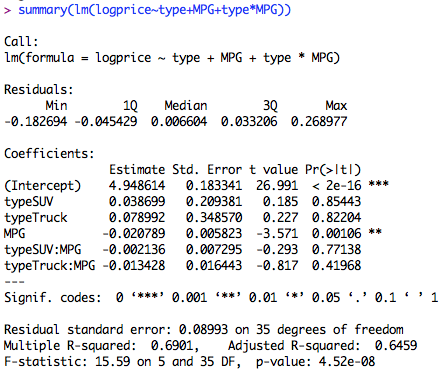 > summary(lm(logprice~type+MPG+type*MPG))
Call:
lm(formula = logprice ~ type + MPG + type * MPG)
Residuals:
Min 1Q Median 3Q Max
-0.182694 -0.045429 0.006604 0.033206 0.268977
Coefficients:
Estimate Std. Error t value Pr(>|t|)
(Intercept) 4.948614 0.183341 26.991 < 2e-16 ***
typeSUV 0.038699 0.209381 0.185 0.85443
typeTruck 0.078992 0.348570 0.227 0.82204
MPG -0.020789 0.005823 -3.571 0.00106 **
typeSUV:MPG -0.002136 0.007295 -0.293 0.77138
typeTruck:MPG -0.013428 0.016443 -0.817 0.41968
---
Signif. codes: 0 ‘***’ 0.001 ‘**’ 0.01 ‘*’ 0.05 ‘.’ 0.1 ‘ ’ 1
Residual standard error: 0.08993 on 35 degrees of freedom
Multiple R-squared: 0.6901, Adjusted R-squared: 0.6459
F-statistic: 15.59 on 5 and 35 DF, p-value: 4.52e-08